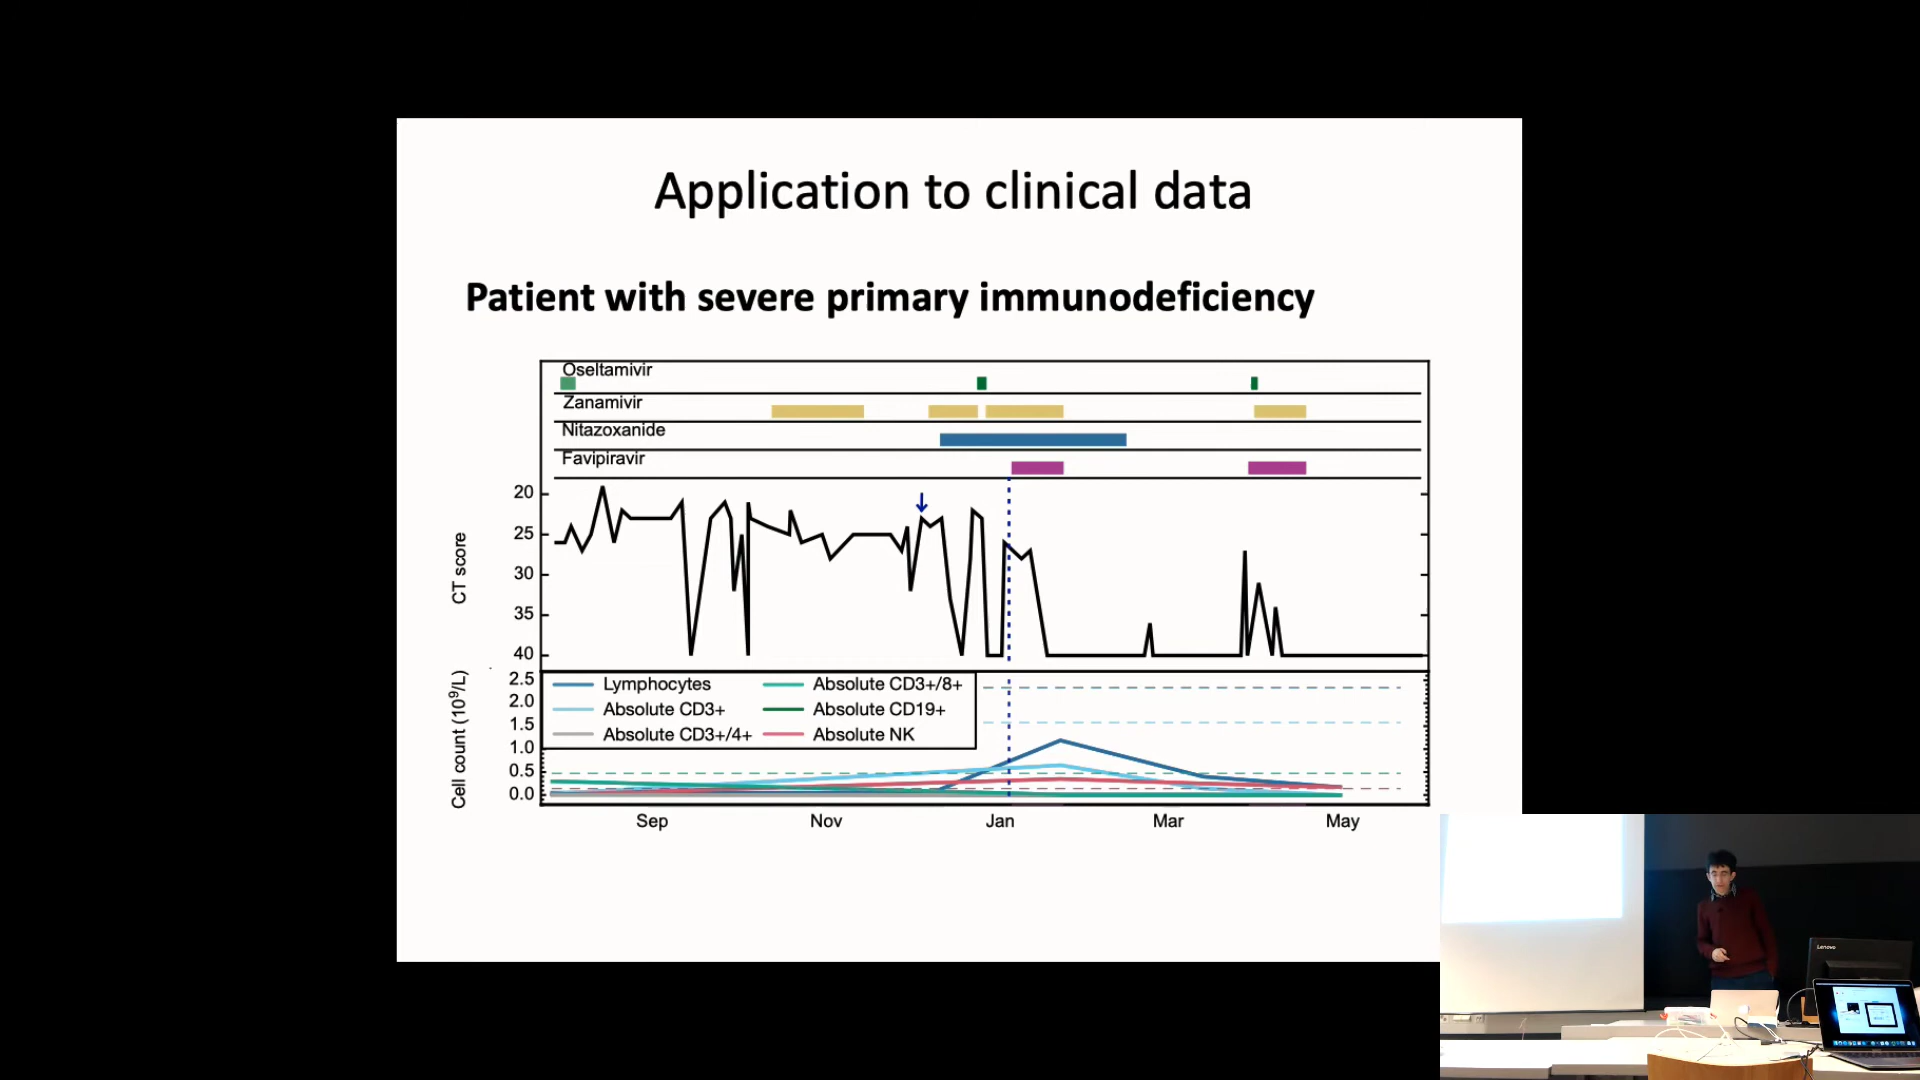 Application to clinical data
Patient with severe primary immunodeficiency
Oseltamivir
Zanamivir
Nitazoxanide
Favipiravir
20
25
30
35
40
CT score
2.5
2.0
1.5
1.0
0.5
0.0
Cell count (10⁹/L)
Lymphocytes
Absolute CD3+
Absolute CD3+/4+
Absolute CD3+/8+
Absolute CD19+
Absolute NK
Sep Nov Jan Mar May
Lenovo